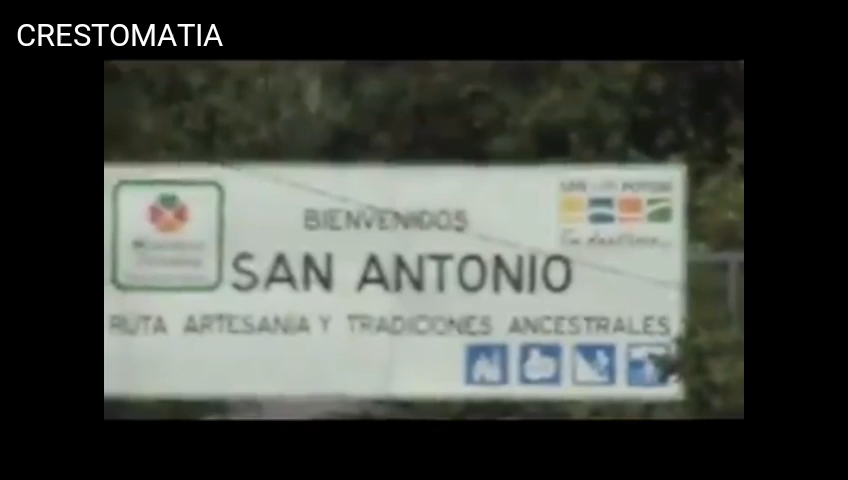 CRESTOMATIA
BIENVENIDOS
SAN ANTONIO
RUTA ARTESANIA Y TRADICIONES ANCESTRALES